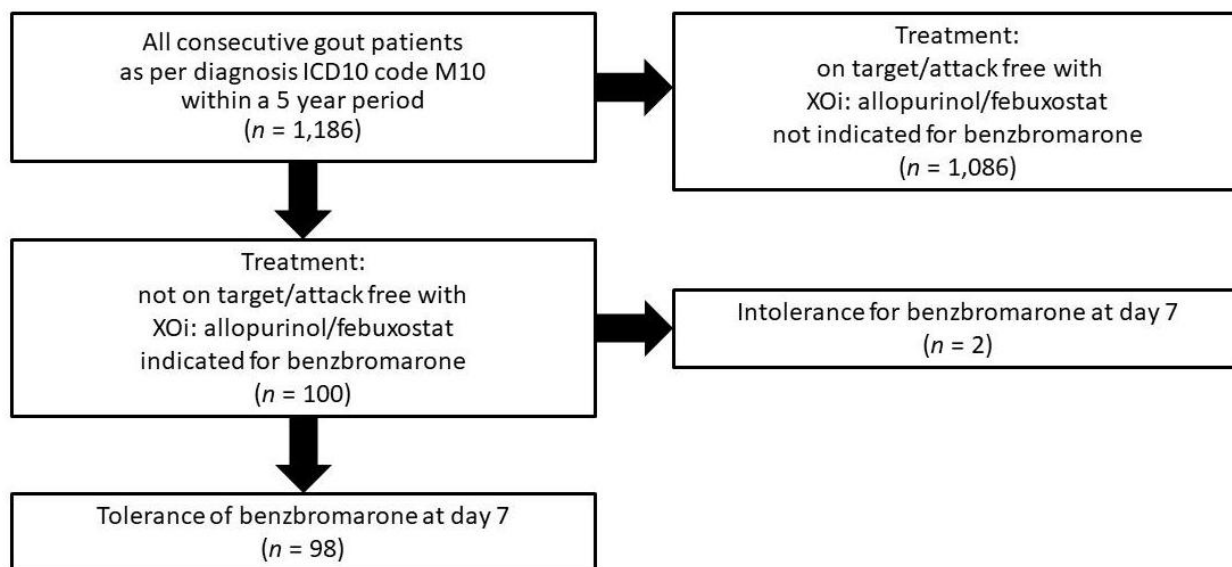 All consecutive gout patients
as per diagnosis ICD10 code M10
within a 5 year period
(n = 1,186)
Treatment:
on target/attack free with
XOi: allopurinol/febuxostat
not indicated for benzbromarone
(n = 1,086)
Treatment:
not on target/attack free with
XOi: allopurinol/febuxostat
indicated for benzbromarone
(n = 100)
Intolerance for benzbromarone at day 7
(n = 2)
Tolerance of benzbromarone at day 7
(n = 98)